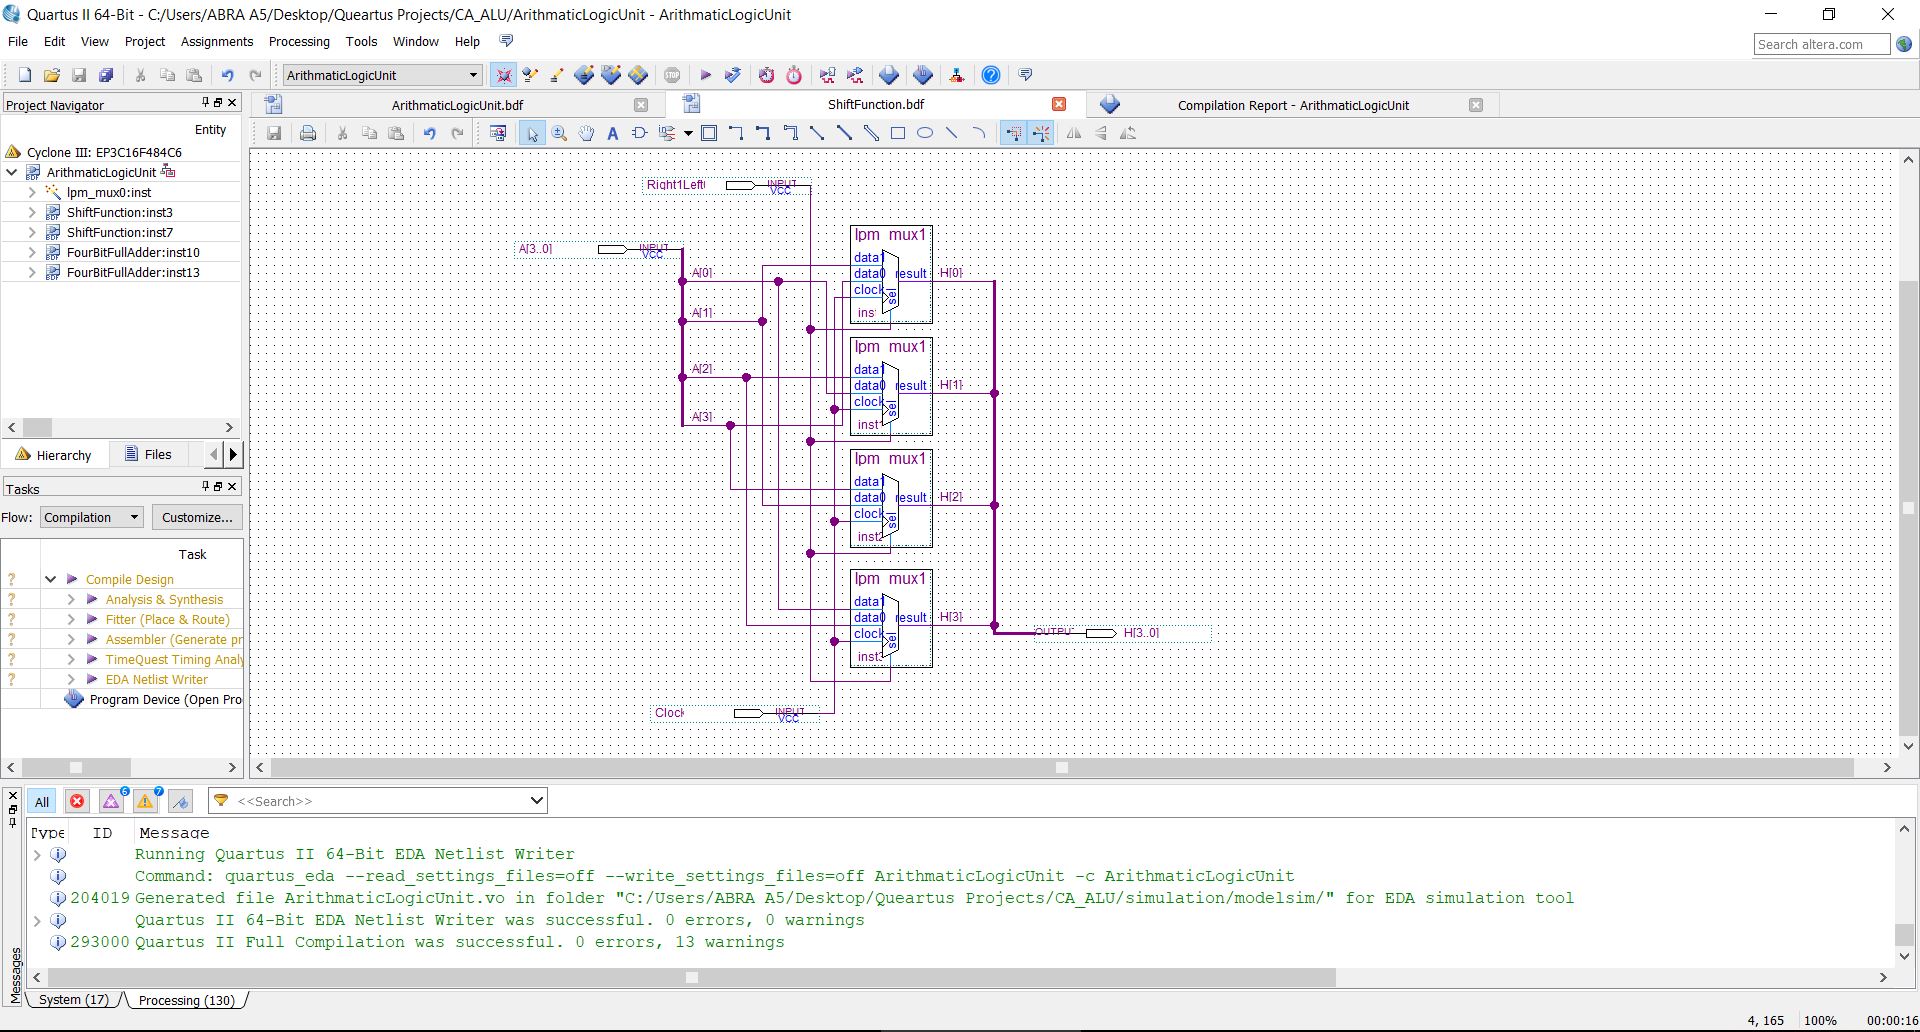 Quartus II 64-Bit - C:/Users/ABRA A5/Desktop/Queartus Projects/CA_ALU/ArithmaticLogicUnit - ArithmaticLogicUnit
File Edit View Project Assignments Processing Tools Window Help
Search altera.com
ArithmaticLogicUnit
Project Navigator
ArithmaticLogicUnit.bdf
ShiftFunction.bdf
Compilation Report - ArithmaticLogicUnit
Entity
Cyclone III: EP3C16F484C6
ArithmaticLogicUnit
lpm_mux0:inst
ShiftFunction:inst3
ShiftFunction:inst7
FourBitFullAdder:inst10
FourBitFullAdder:inst13
Hierarchy Files
Tasks
Flow: Compilation Customize...
Task
Compile Design
Analysis & Synthesis
Fitter (Place & Route)
Assembler (Generate pr
TimeQuest Timing Analy
EDA Netlist Writer
Program Device (Open Pro
Right1Left INPUT
VCC
A[3..0] INPUT
VCC
A[0]
A[1]
A[2]
A[3]
lpm mux1
data1
data0 result H[0]
clock
sel
inst
lpm mux1
data1
data0 result H[1]
clock
sel
inst
lpm mux1
data1
data0 result H[2]
clock
sel
inst2
lpm mux1
data1
data0 result H[3]
clock
sel
inst3
OUTPUT H[3..0]
Clock INPUT
VCC
All 6 7 <<Search>>
Type ID Message
Running Quartus II 64-Bit EDA Netlist Writer
Command: quartus_eda --read_settings_files=off --write_settings_files=off ArithmaticLogicUnit -c ArithmaticLogicUnit
204019 Generated file ArithmaticLogicUnit.vo in folder "C:/Users/ABRA A5/Desktop/Queartus Projects/CA_ALU/simulation/modelsim/" for EDA simulation tool
Quartus II 64-Bit EDA Netlist Writer was successful. 0 errors, 0 warnings
293000 Quartus II Full Compilation was successful. 0 errors, 13 warnings
Messages
System (17) Processing (130)
4, 165 100% 00:00:16